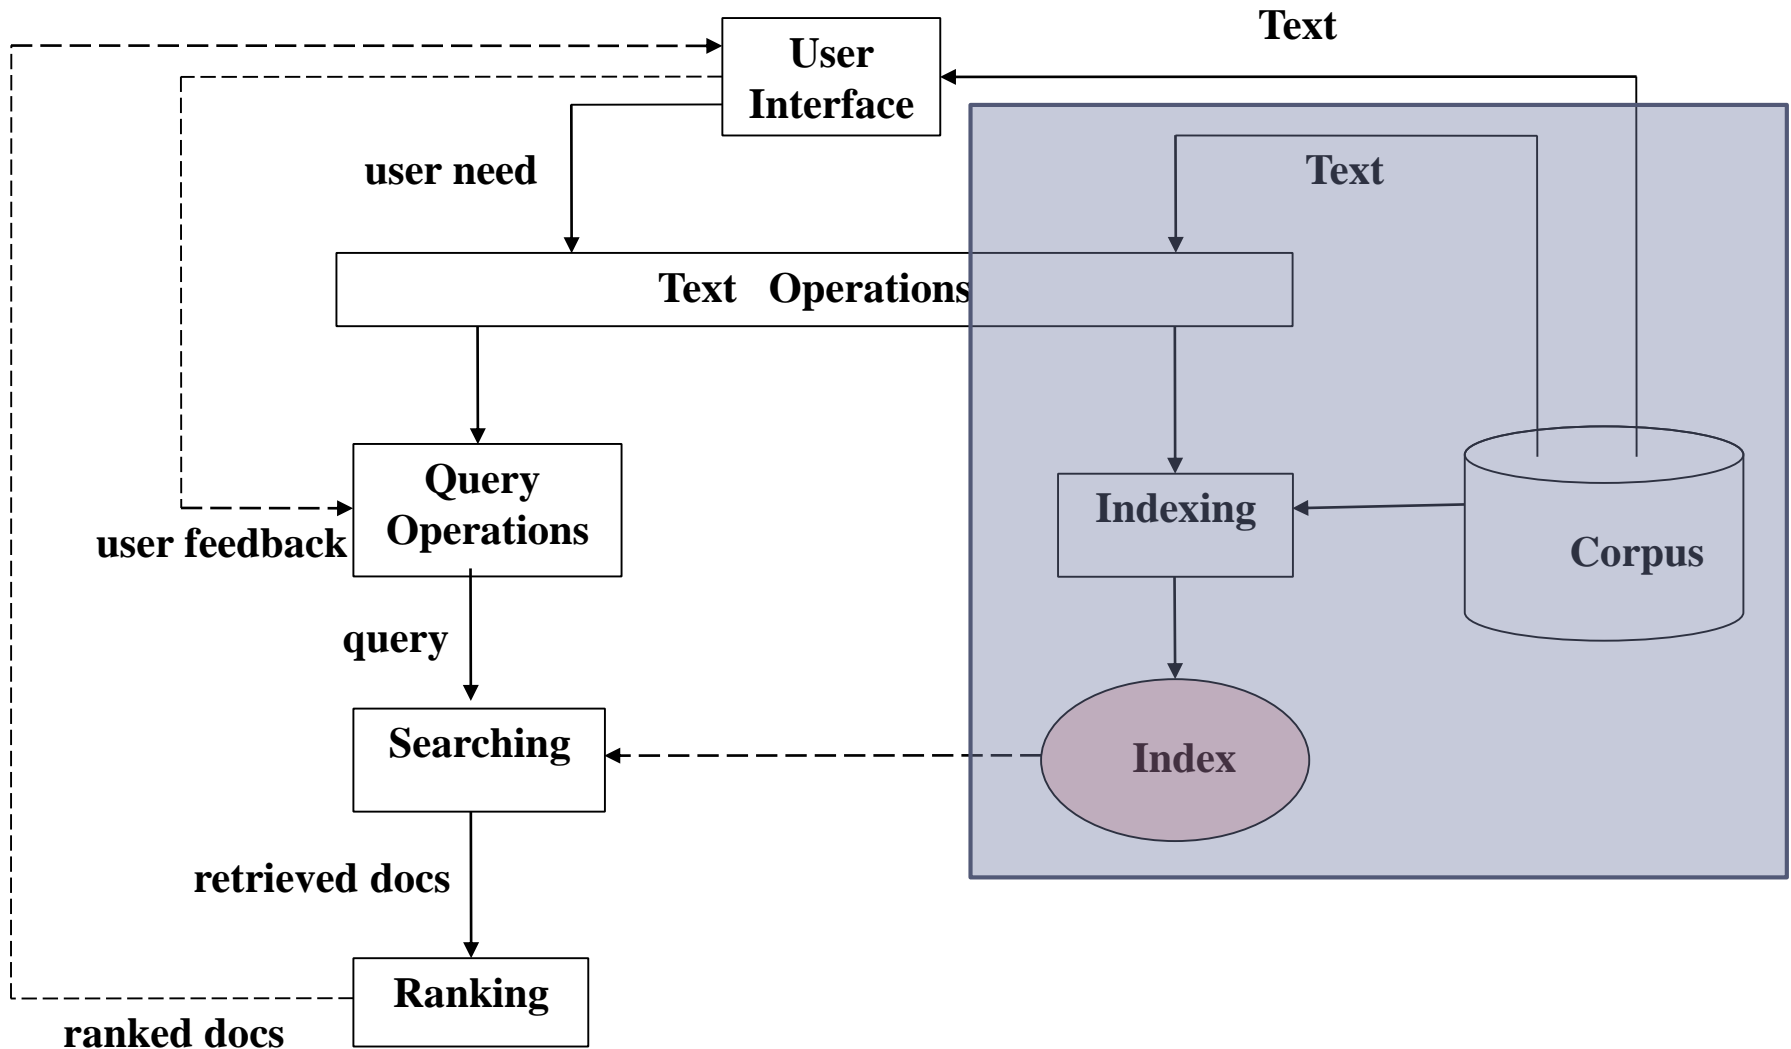 Text
User
Interface
user need
Text
Text Operations
Query
Operations
Indexing
user feedback
Corpus
query
Searching
Index
retrieved docs
Ranking
ranked docs